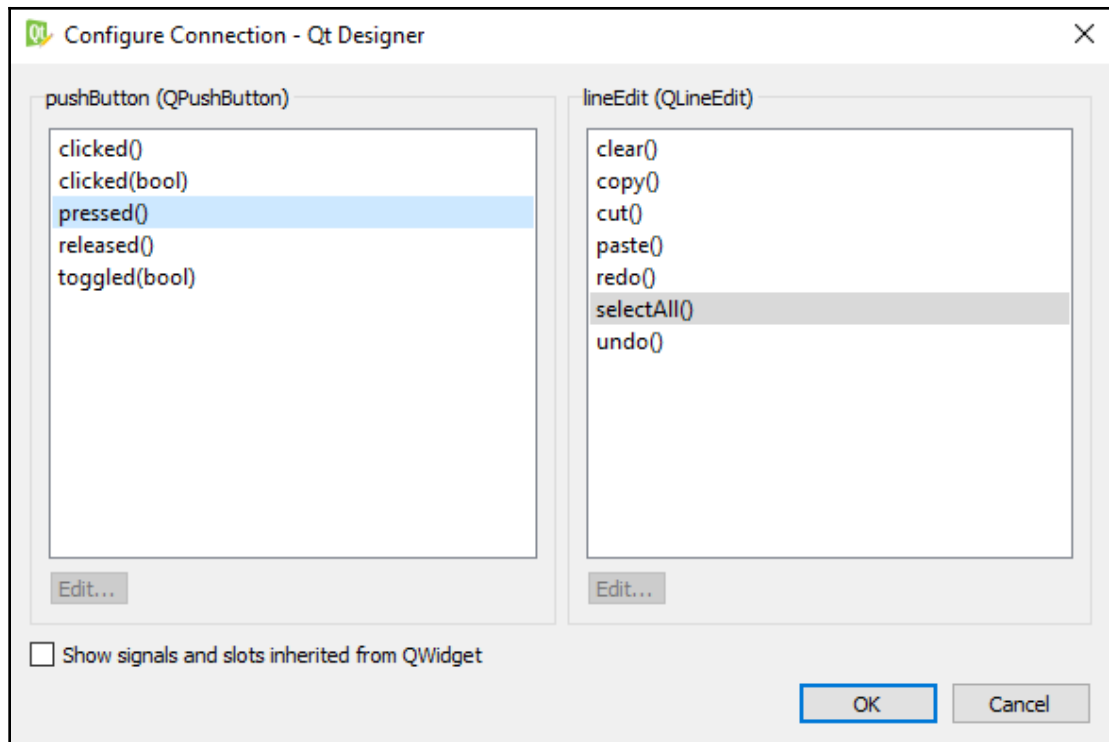 Configure Connection - Qt Designer
pushButton (QPushButton)
clicked()
clicked(bool)
pressed()
released()
toggled(bool)
Edit...
lineEdit (QLineEdit)
clear()
copy()
cut()
paste()
redo()
selectAll()
undo()
Edit...
Show signals and slots inherited from QWidget
OK Cancel